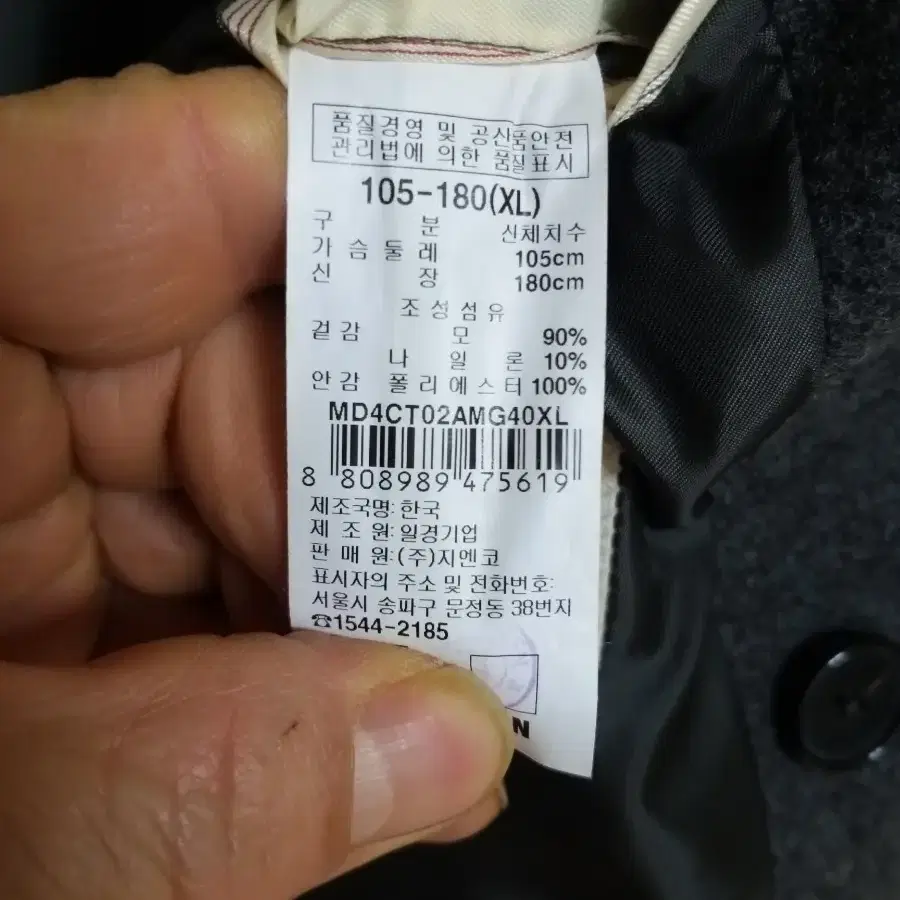 품질경영 및 공산품안전
관리법에 의한 품질표시
105-180(XL)
구 분 신체치수
가슴둘레 105cm
신 장 180cm
조성섬유
겉감 모 90%
나 일 론 10%
안감 폴리에스터 100%
MD4CT02AMG40XL
8 808989 475619
제조국명: 한국
제 조 원: 일경기업
판 매 원: (주)지엔코
표시자의 주소 및 전화번호:
서울시 송파구 문정동 38번지
☎1544-2185